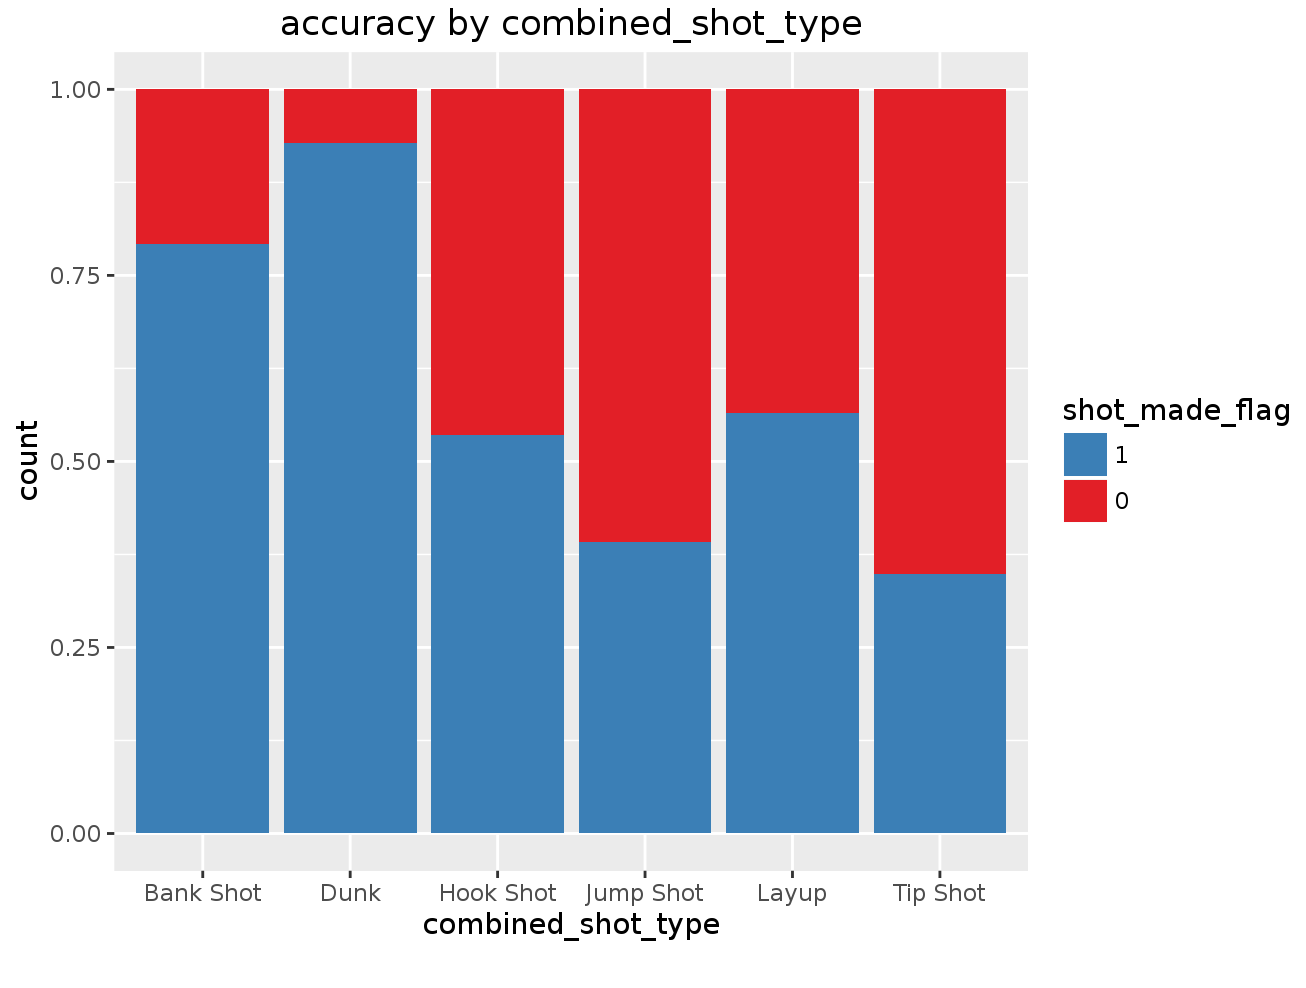 accuracy by combined_shot_type
1.00
0.75
0.50
0.25
0.00
count
Bank Shot Dunk Hook Shot Jump Shot Layup Tip Shot
combined_shot_type
shot_made_flag
1
0